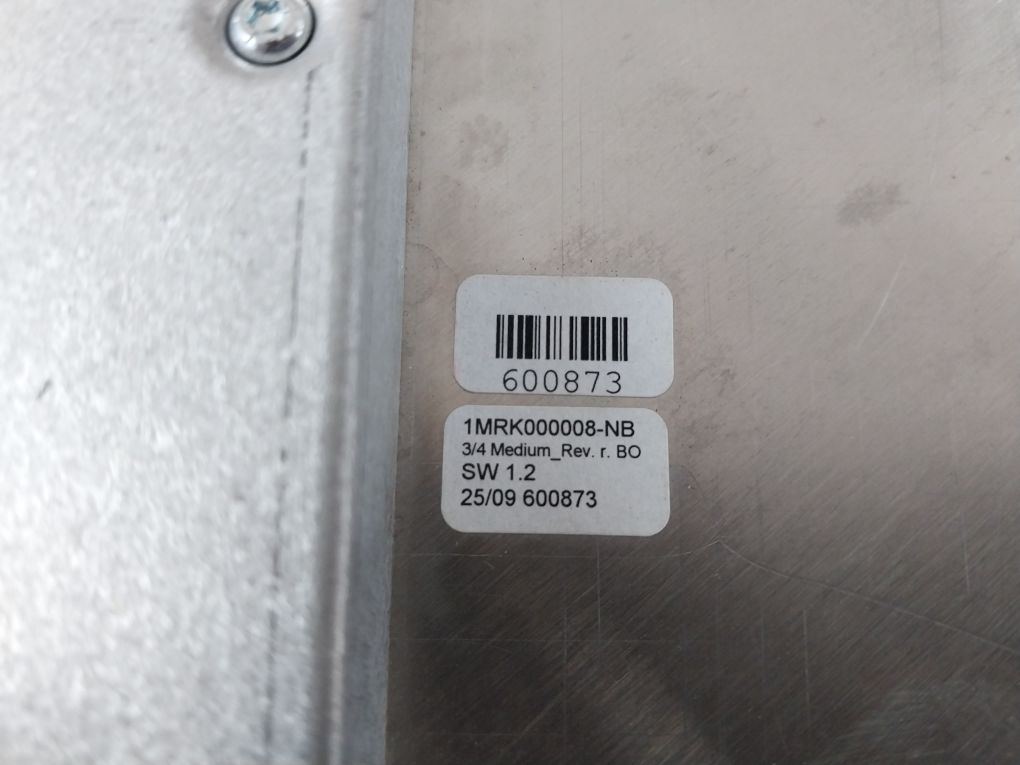 600873
1MRK000008-NB
3/4 Medium_Rev. r. BO
SW 1.2
25/09 600873